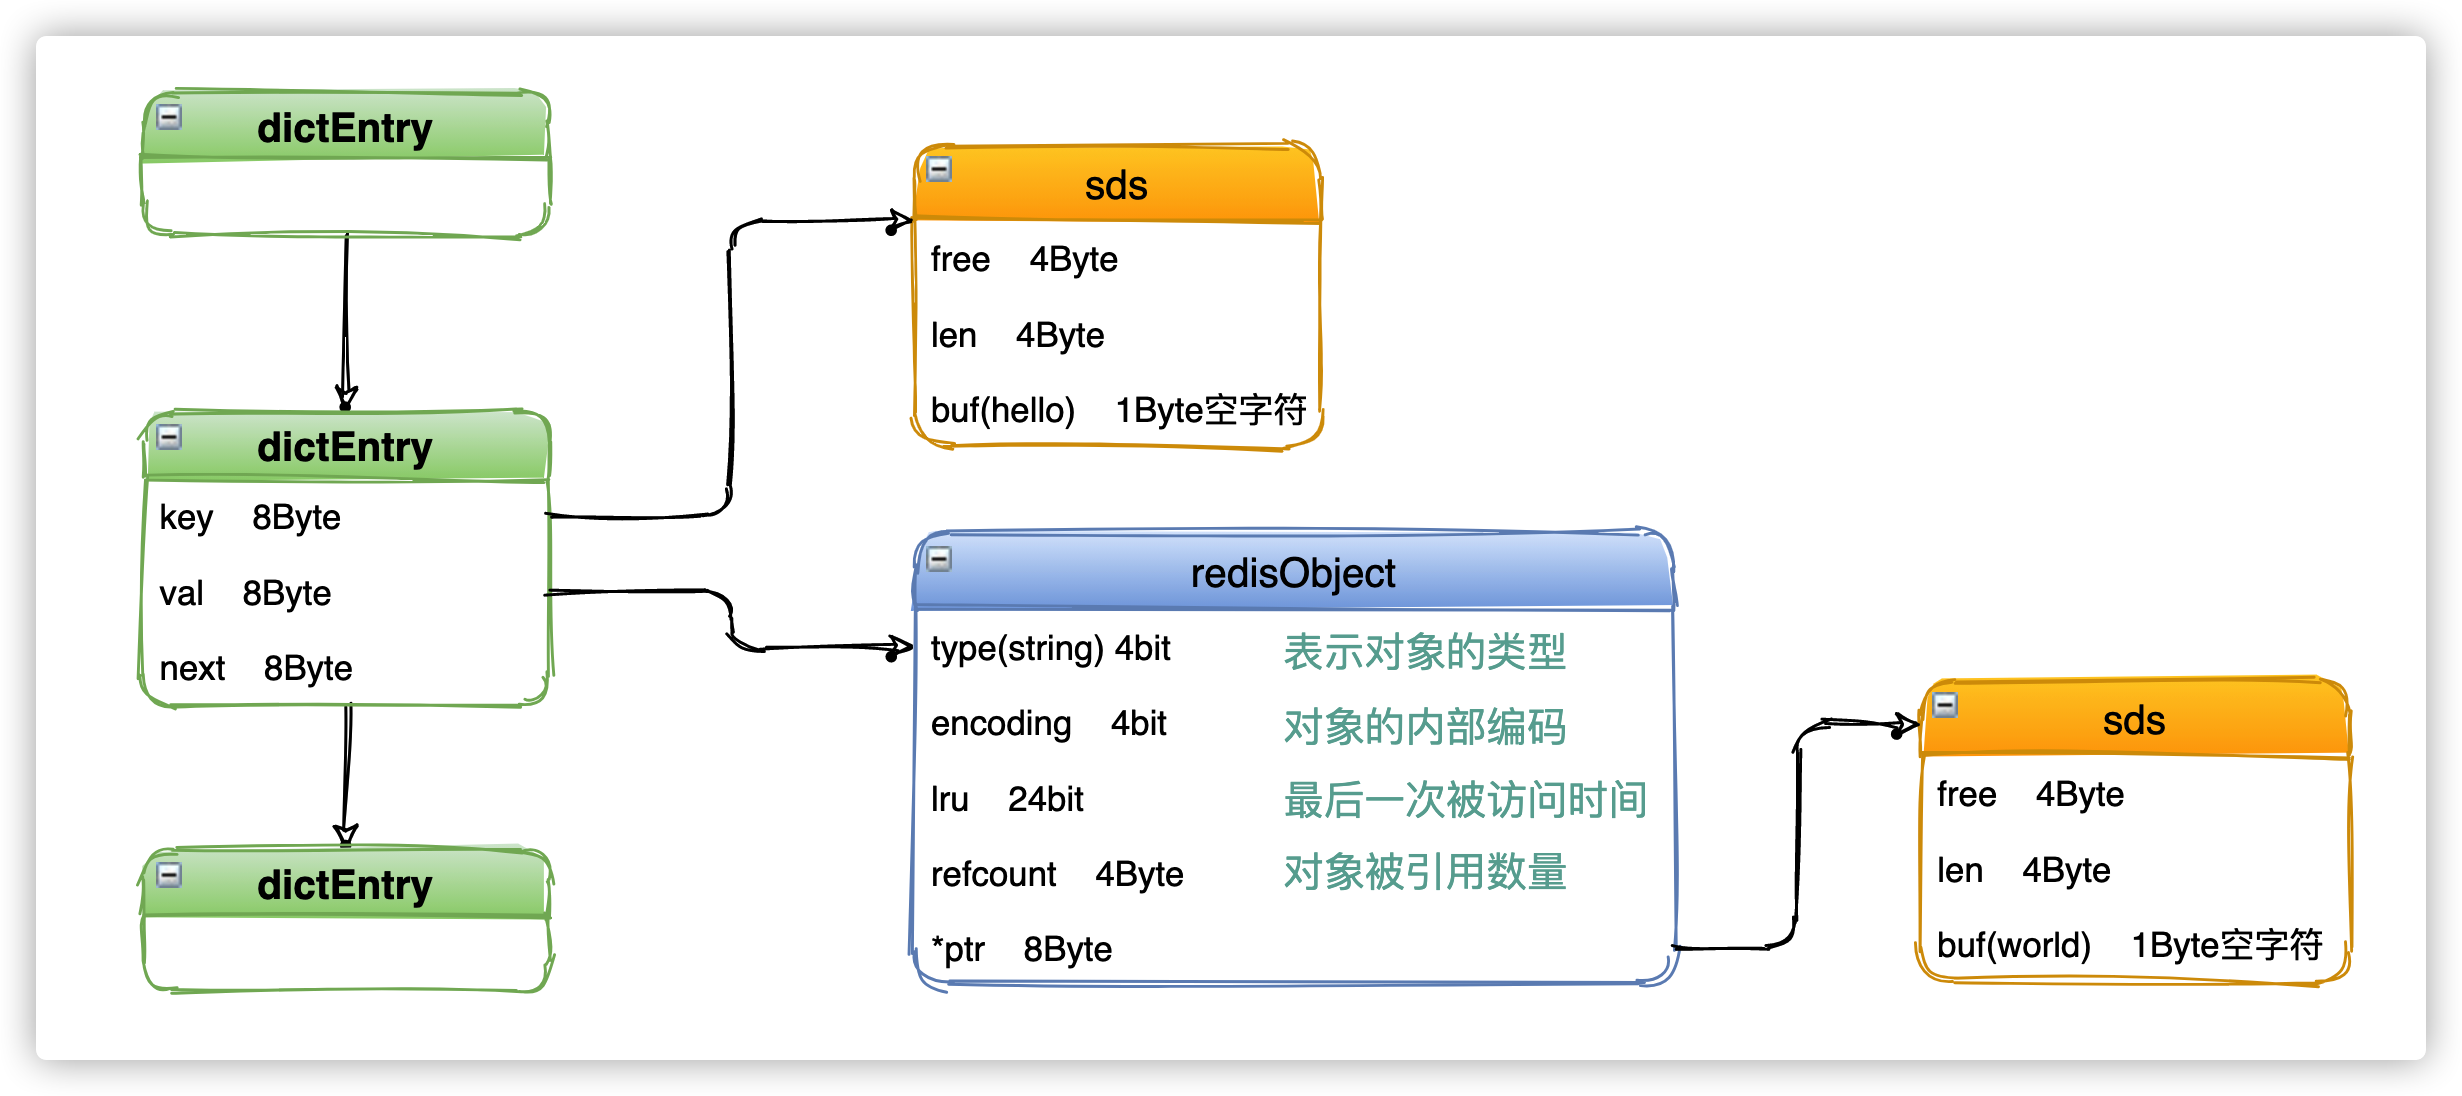 dictEntry
dictEntry
key 8Byte
val 8Byte
next 8Byte
dictEntry
sds
free 4Byte
len 4Byte
buf(hello) 1Byte空字符
redisObject
type(string) 4bit 表示对象的类型
encoding 4bit 对象的内部编码
lru 24bit 最后一次被访问时间
refcount 4Byte 对象被引用数量
*ptr 8Byte
sds
free 4Byte
len 4Byte
buf(world) 1Byte空字符